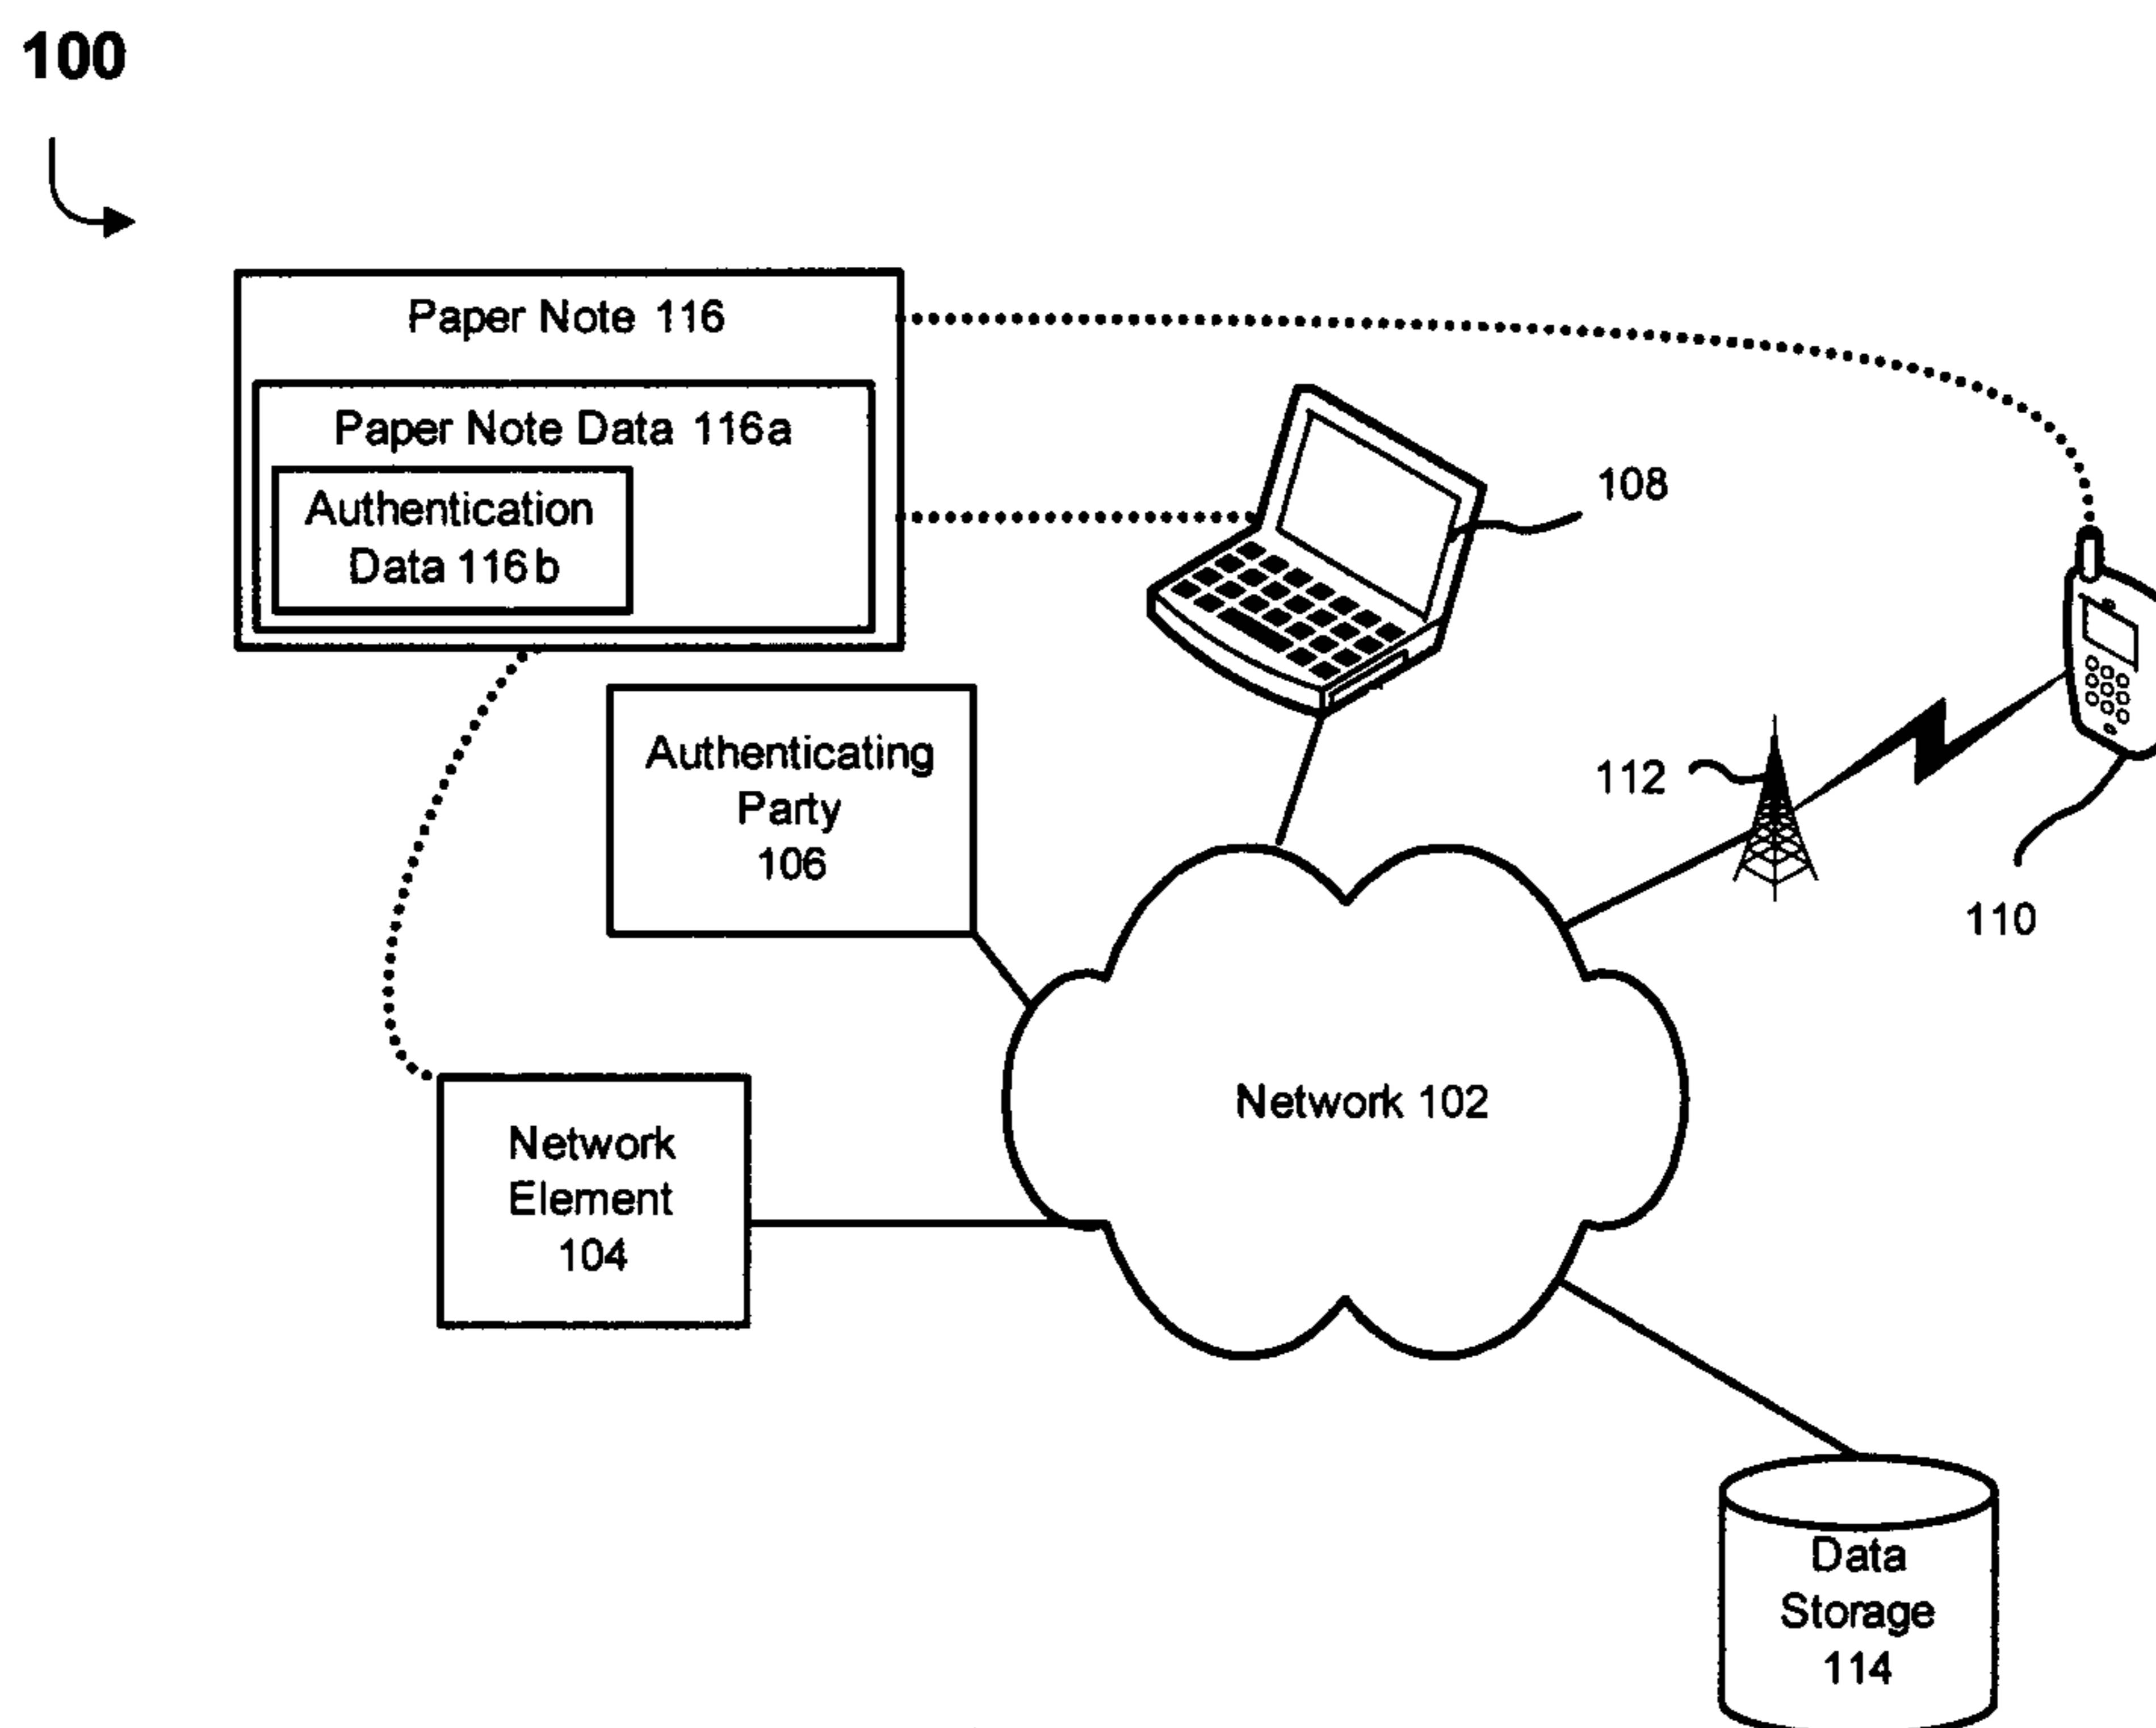 100
Paper Note 116
Paper Note Data 116a
Authentication
Data 116b
108
Authenticating
Party
106
112
110
Network 102
Network
Element
104
Data
Storage
114